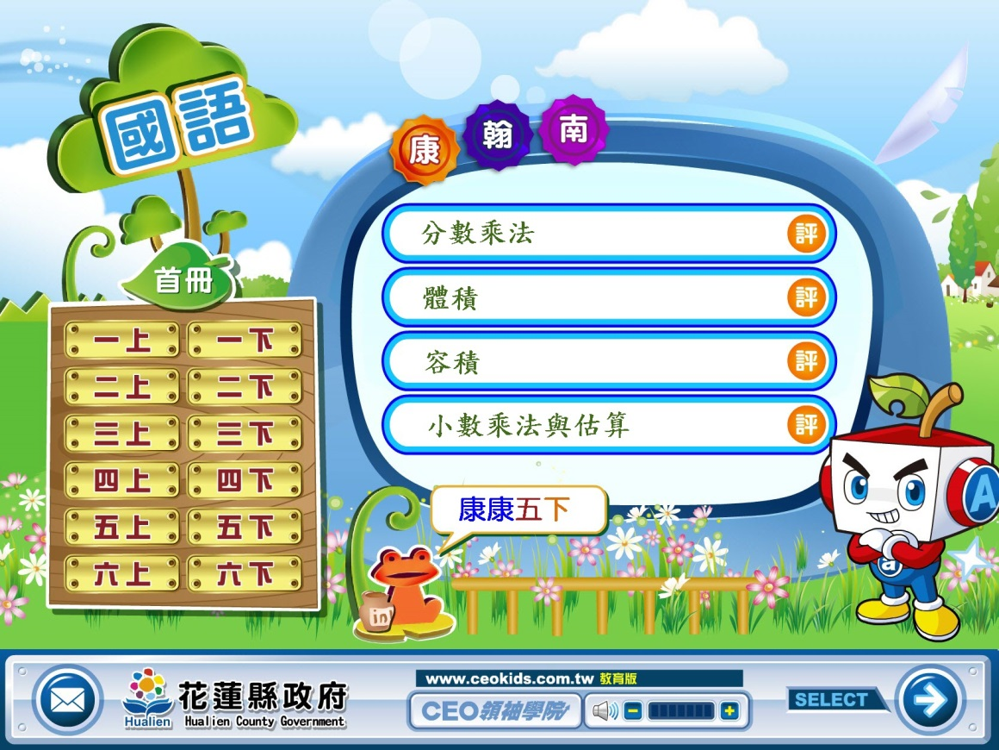 國語
康 翰 南
首冊
一上 一下
二上 二下
三上 三下
四上 四下
五上 五下
六上 六下
分數乘法 評
體積 評
容積 評
小數乘法與估算 評
康康五下
in
A
a
花蓮縣政府
Hualien
Hualien County Government
www.ceokids.com.tw 教育版
CEO領袖學院
SELECT